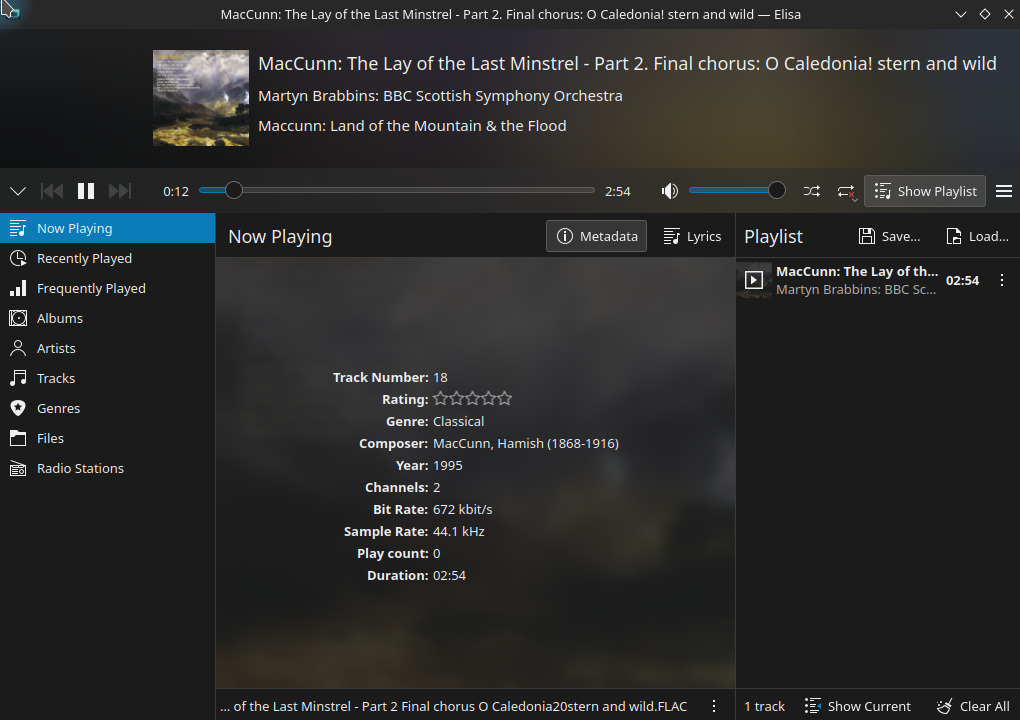 MacCunn: The Lay of the Last Minstrel - Part 2. Final chorus: O Caledonia! stern and wild — Elisa
MacCunn: The Lay of the Last Minstrel - Part 2. Final chorus: O Caledonia! stern and wild
Martyn Brabbins: BBC Scottish Symphony Orchestra
Maccunn: Land of the Mountain & the Flood
0:12
2:54
Show Playlist
Now Playing
Recently Played
Frequently Played
Albums
Artists
Tracks
Genres
Files
Radio Stations
Now Playing
Metadata
Lyrics
Track Number: 18
Rating:
Genre: Classical
Composer: MacCunn, Hamish (1868-1916)
Year: 1995
Channels: 2
Bit Rate: 672 kbit/s
Sample Rate: 44.1 kHz
Play count: 0
Duration: 02:54
... of the Last Minstrel - Part 2 Final chorus O Caledonia20stern and wild.FLAC
Playlist
Save...
Load...
MacCunn: The Lay of th...
Martyn Brabbins: BBC Sc...
02:54
1 track
Show Current
Clear All